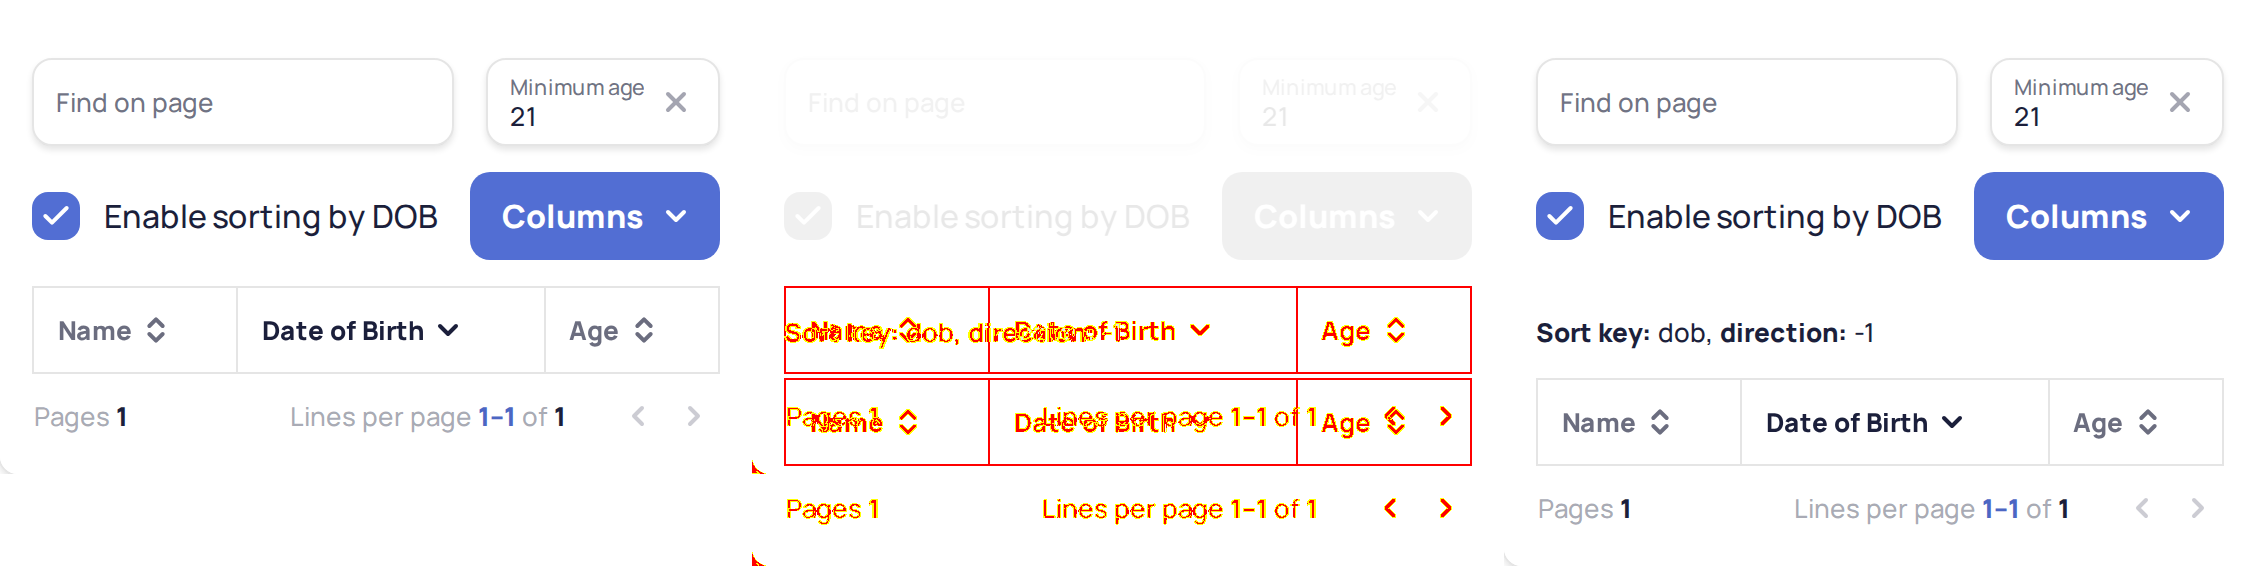 Find on page
Minimum age
21
Enable sorting by DOB
Columns
Name
Date of Birth
Age
Pages 1
Lines per page 1–1 of 1
Find on page
Minimum age
21
Enable sorting by DOB
Columns
Name
Date of Birth
Age
Sort key: dob, direction: -1
Pages 1
Lines per page 1–1 of 1
Name
Date of Birth
Age
Pages 1
Lines per page 1–1 of 1
Find on page
Minimum age
21
Enable sorting by DOB
Columns
Sort key: dob, direction: -1
Name
Date of Birth
Age
Pages 1
Lines per page 1–1 of 1